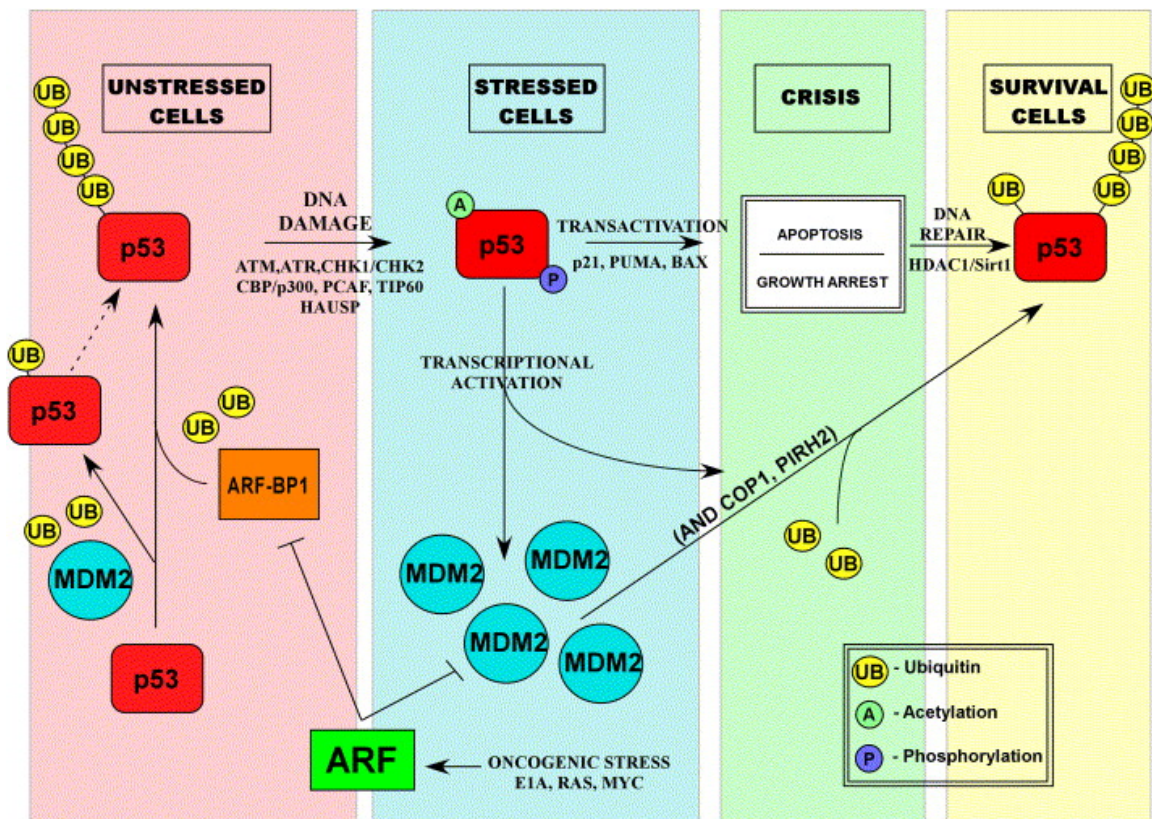 UNSTRESSED
CELLS
STRESSED
CELLS
CRISIS
SURVIVAL
CELLS
UB
UB
UB
UB
p53
DNA
DAMAGE
ATM,ATR,CHK1/CHK2
CBP/p300, PCAF, TIP60
HAUSP
A
p53
P
TRANSACTIVATION
p21, PUMA, BAX
APOPTOSIS
GROWTH ARREST
DNA
REPAIR
HDAC1/Sirt1
UB
UB
UB
UB
UB
p53
UB
p53
UB
UB
ARF-BP1
UB
UB
MDM2
p53
TRANSCRIPTIONAL
ACTIVATION
MDM2
MDM2
MDM2
MDM2
(AND COP1, PIRH2)
UB
UB
ARF
ONCOGENIC STRESS
E1A, RAS, MYC
UB - Ubiquitin
A - Acetylation
P - Phosphorylation